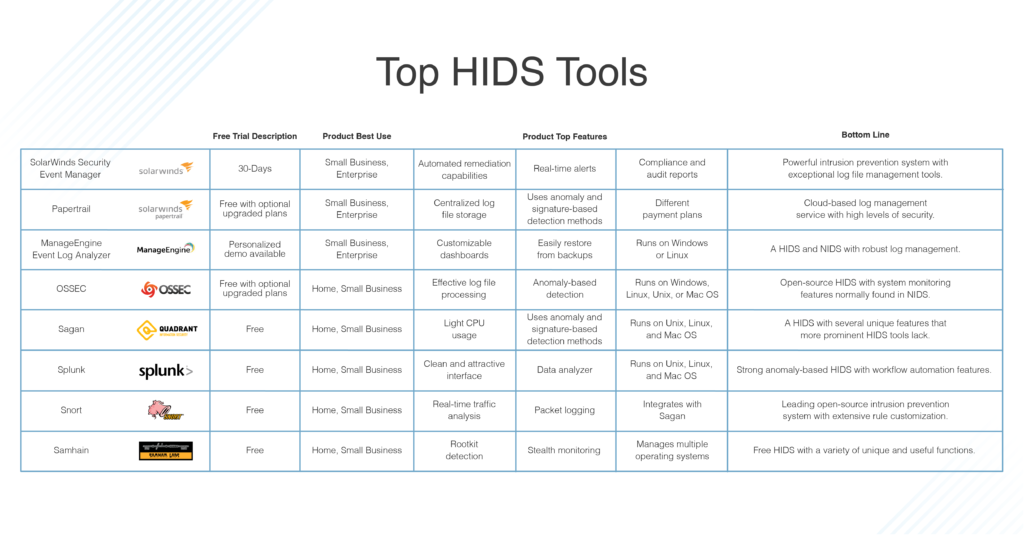 Top HIDS Tools
Free Trial Description
Product Best Use
Product Top Features
Bottom Line
SolarWinds Security
Event Manager
solarwinds
30-Days
Small Business,
Enterprise
Automated remediation
capabilities
Real-time alerts
Compliance and
audit reports
Powerful intrusion prevention system with
exceptional log file management tools.
Papertrail
solarwinds
papertrail
Free with optional
upgraded plans
Small Business,
Enterprise
Centralized log
file storage
Uses anomaly and
signature-based
detection methods
Different
payment plans
Cloud-based log management
service with high levels of security.
ManageEngine
Event Log Analyzer
ManageEngine
Personalized
demo available
Small Business,
Enterprise
Customizable
dashboards
Easily restore
from backups
Runs on Windows
or Linux
A HIDS and NIDS with robust log management.
OSSEC
OSSEC
Free with optional
upgraded plans
Home, Small Business
Effective log file
processing
Anomaly-based
detection
Runs on Windows,
Linux, Unix, or Mac OS
Open-source HIDS with system monitoring
features normally found in NIDS.
Sagan
QUADRANT
Free
Home, Small Business
Light CPU
usage
Uses anomaly and
signature-based
detection methods
Runs on Unix, Linux,
and Mac OS
A HIDS with several unique features that
more prominent HIDS tools lack.
Splunk
splunk>
Free
Home, Small Business
Clean and attractive
interface
Data analyzer
Runs on Unix, Linux,
and Mac OS
Strong anomaly-based HIDS with workflow automation features.
Snort
Free
Home, Small Business
Real-time traffic
analysis
Packet logging
Integrates with
Sagan
Leading open-source intrusion prevention
system with extensive rule customization.
Samhain
Free
Home, Small Business
Rootkit
detection
Stealth monitoring
Manages multiple
operating systems
Free HIDS with a variety of unique and useful functions.